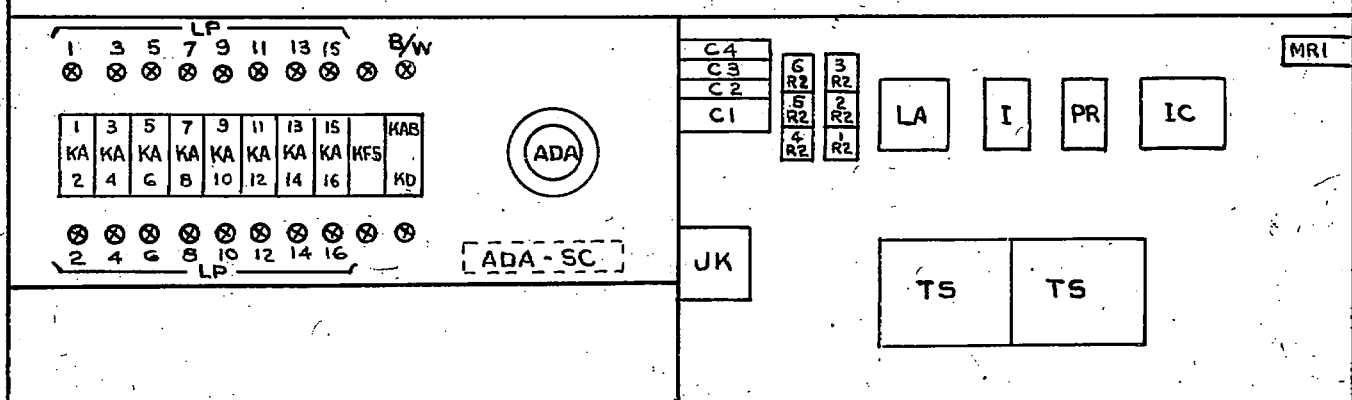 LP
1 3 5 7 9 11 13 15 B/W
1 3 5 7 9 11 13 15 KAB
KA KA KA KA KA KA KA KA KFS
2 4 6 8 10 12 14 16 KD
ADA
2 4 6 8 10 12 14 16
LP
ADA-SC
C4
C3
C2
C1
6 R2
5 R2
4 R2
3 R2
2 R2
1 R2
LA
I
PR
IC
MRI
JK
TS TS